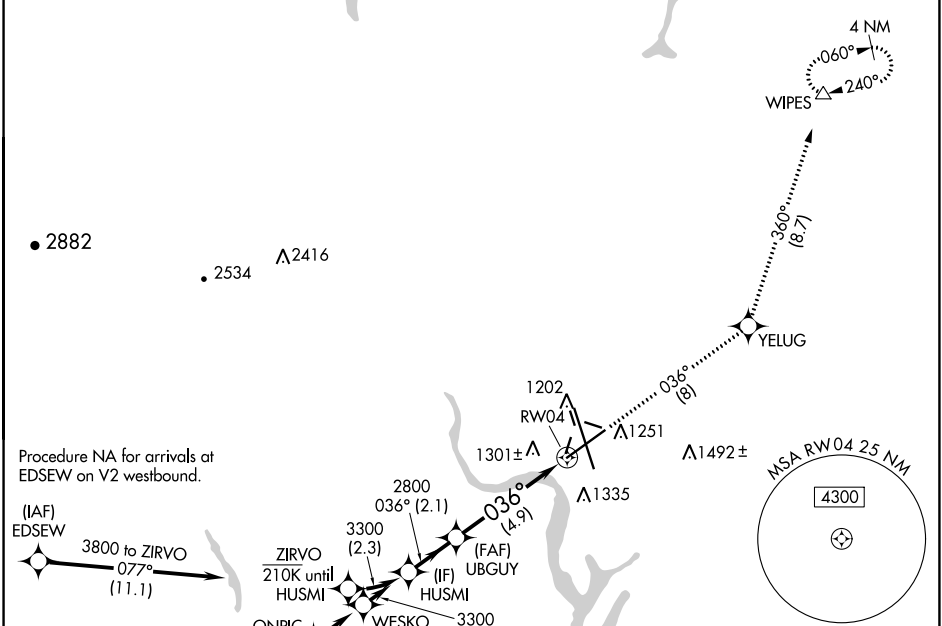 4 NM
060°
240°
WIPES
360°
(8.7)
2882
2534
2416
YELUG
036°
(8)
1202
RW04
1251
1301±
1492±
1335
Procedure NA for arrivals at
EDSEW on V2 westbound.
(IAF)
EDSEW
3800 to ZIRVO
077°
(11.1)
2800
036° (2.1)
036°
(4.9)
3300
(2.3)
ZIRVO
210K until
HUSMI
(FAF)
UBGUY
(IF)
HUSMI
WESKO
3300
MSA RW04 25 NM
4300